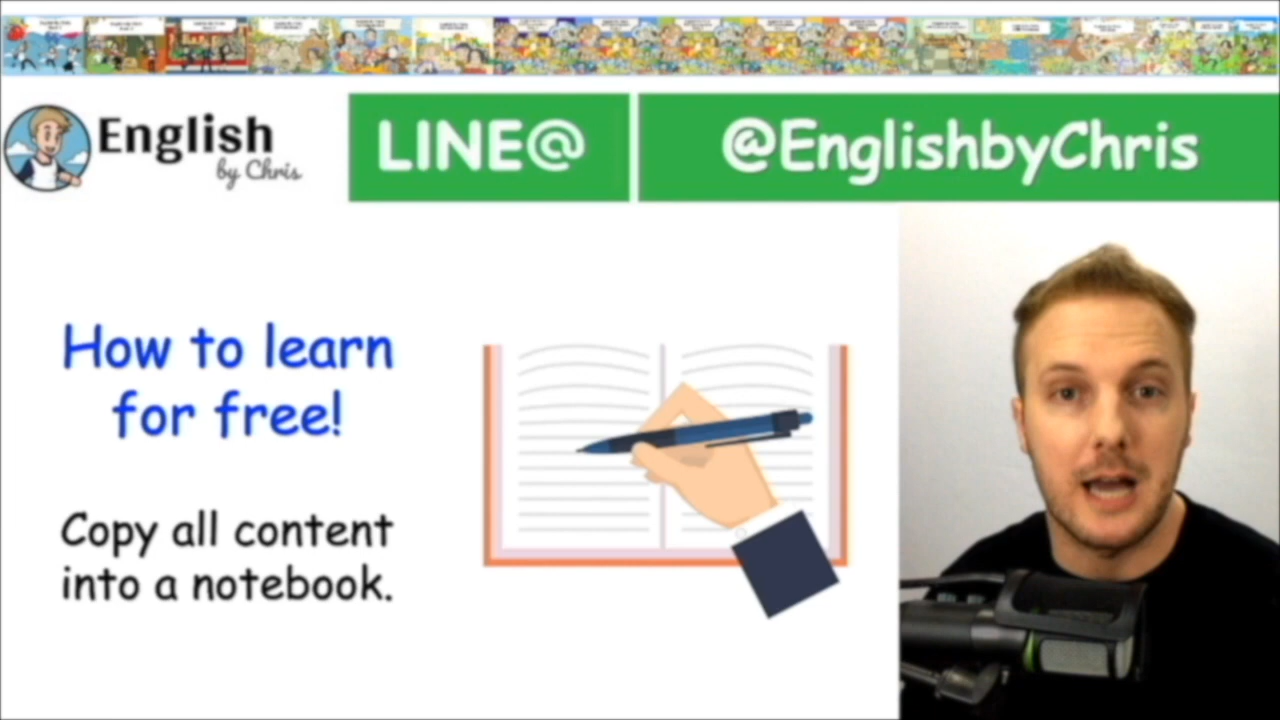 English
by Chris
LINE@
@EnglishbyChris
How to learn
for free!
Copy all content
into a notebook.